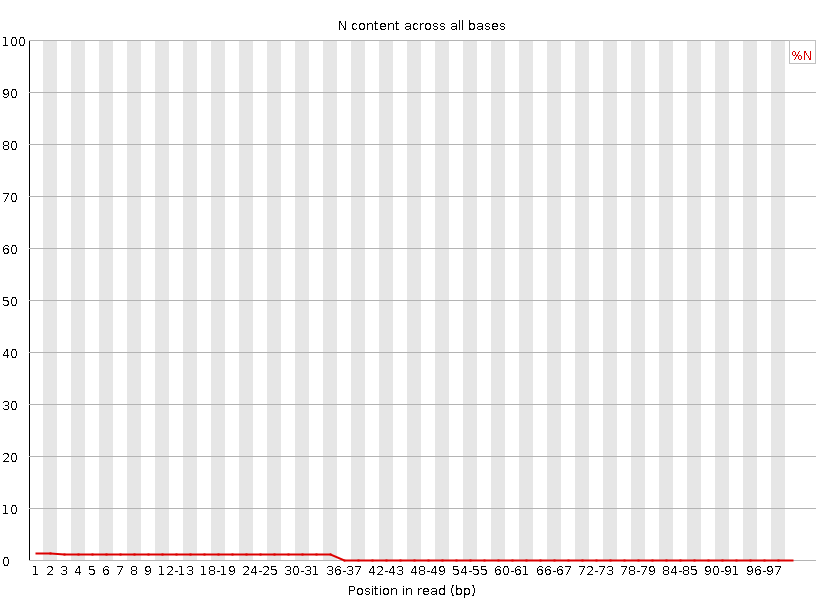 N content across all bases
%N
100
90
80
70
60
50
40
30
20
10
0
1 2 3 4 5 6 7 8 9 12-13 18-19 24-25 30-31 36-37 42-43 48-49 54-55 60-61 66-67 72-73 78-79 84-85 90-91 96-97
Position in read (bp)